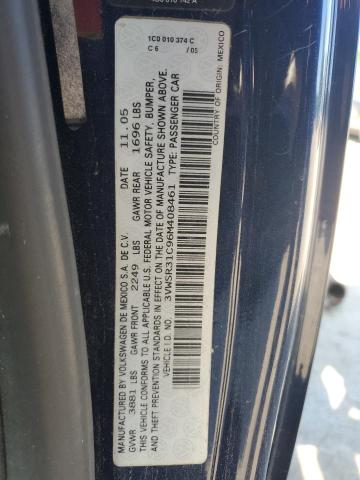 MANUFACTURED BY VOLKSWAGEN DE MEXICO S.A. DE C.V. DATE 11.05
GVWR 3881 LBS GAWR FRONT 2249 LBS GAWR REAR 1696 LBS
THIS VEHICLE CONFORMS TO ALL APPLICABLE U.S. FEDERAL MOTOR VEHICLE SAFETY, BUMPER,
AND THEFT PREVENTION STANDARDS IN EFFECT ON THE DATE OF MANUFACTURE SHOWN ABOVE.
VEHICLE I.D. NO. 3VWSR31C96M408461 TYPE: PASSENGER CAR
COUNTRY OF ORIGIN: MEXICO
1C0 010 374 C
C 6 / 05